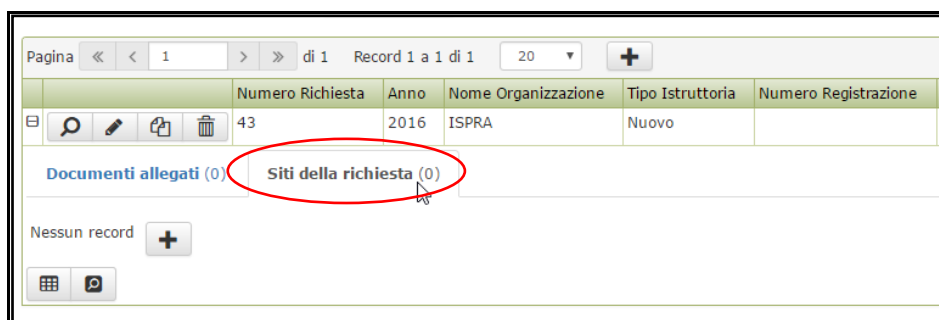 Pagina 1 di 1 Record 1 a 1 di 1 20
Numero Richiesta Anno Nome Organizzazione Tipo Istruttoria Numero Registrazione
43 2016 ISPRA Nuovo
Documenti allegati (0) Siti della richiesta (0)
Nessun record